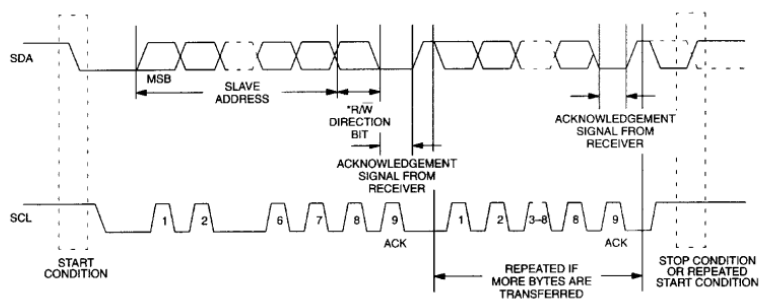 SDA
MSB
SLAVE
ADDRESS
*R/W̅
DIRECTION
BIT
ACKNOWLEDGEMENT
SIGNAL FROM
RECEIVER
ACKNOWLEDGEMENT
SIGNAL FROM
RECEIVER
SCL
1 2 6 7 8 9 1 2 3–8 8 9
ACK ACK
START
CONDITION
REPEATED IF
MORE BYTES ARE
TRANSFERRED
STOP CONDITION
OR REPEATED
START CONDITION